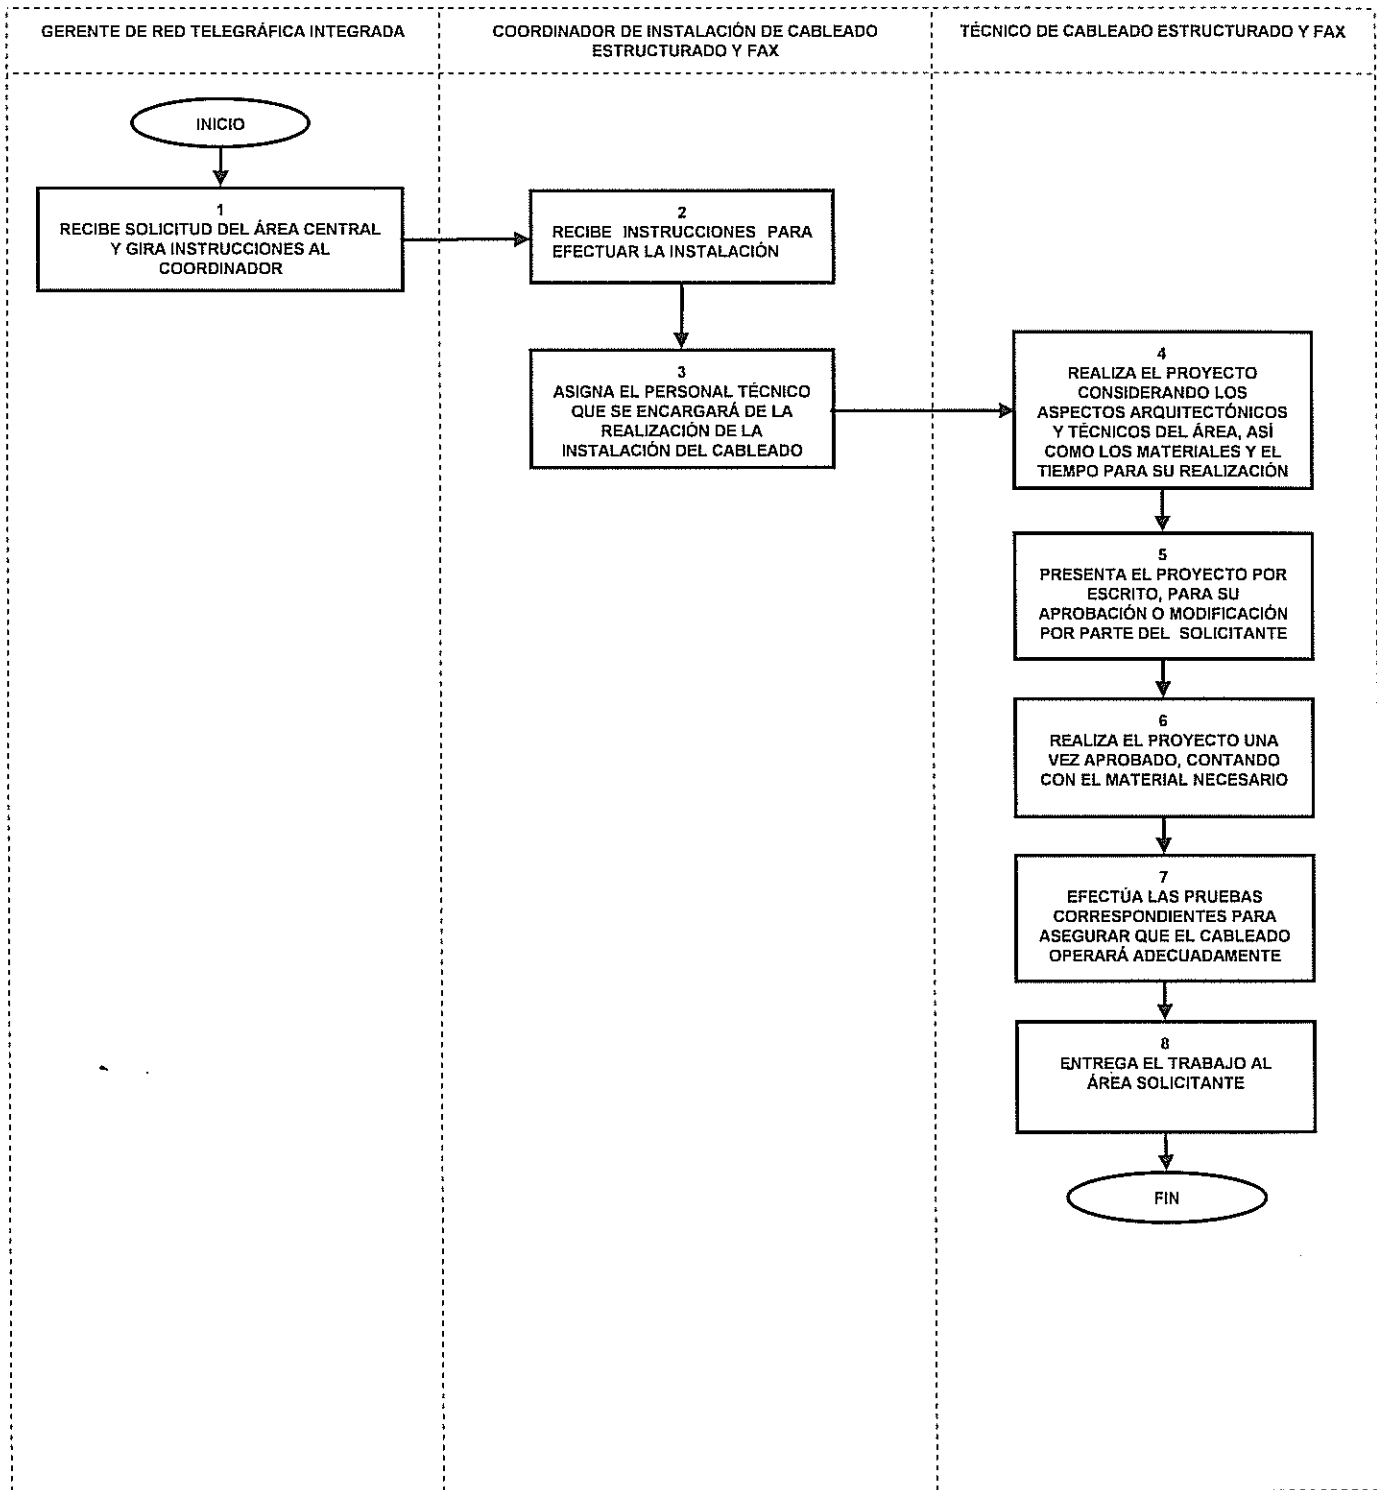 GERENTE DE RED TELEGRÁFICA INTEGRADA
COORDINADOR DE INSTALACIÓN DE CABLEADO
ESTRUCTURADO Y FAX
TÉCNICO DE CABLEADO ESTRUCTURADO Y FAX
INICIO
1
RECIBE SOLICITUD DEL ÁREA CENTRAL
Y GIRA INSTRUCCIONES AL
COORDINADOR
2
RECIBE INSTRUCCIONES PARA
EFECTUAR LA INSTALACIÓN
3
ASIGNA EL PERSONAL TÉCNICO
QUE SE ENCARGARÁ DE LA
REALIZACIÓN DE LA
INSTALACIÓN DEL CABLEADO
4
REALIZA EL PROYECTO
CONSIDERANDO LOS
ASPECTOS ARQUITECTÓNICOS
Y TÉCNICOS DEL ÁREA, ASÍ
COMO LOS MATERIALES Y EL
TIEMPO PARA SU REALIZACIÓN
5
PRESENTA EL PROYECTO POR
ESCRITO, PARA SU
APROBACIÓN O MODIFICACIÓN
POR PARTE DEL SOLICITANTE
6
REALIZA EL PROYECTO UNA
VEZ APROBADO, CONTANDO
CON EL MATERIAL NECESARIO
7
EFECTÚA LAS PRUEBAS
CORRESPONDIENTES PARA
ASEGURAR QUE EL CABLEADO
OPERARÁ ADECUADAMENTE
8
ENTREGA EL TRABAJO AL
ÁREA SOLICITANTE
FIN